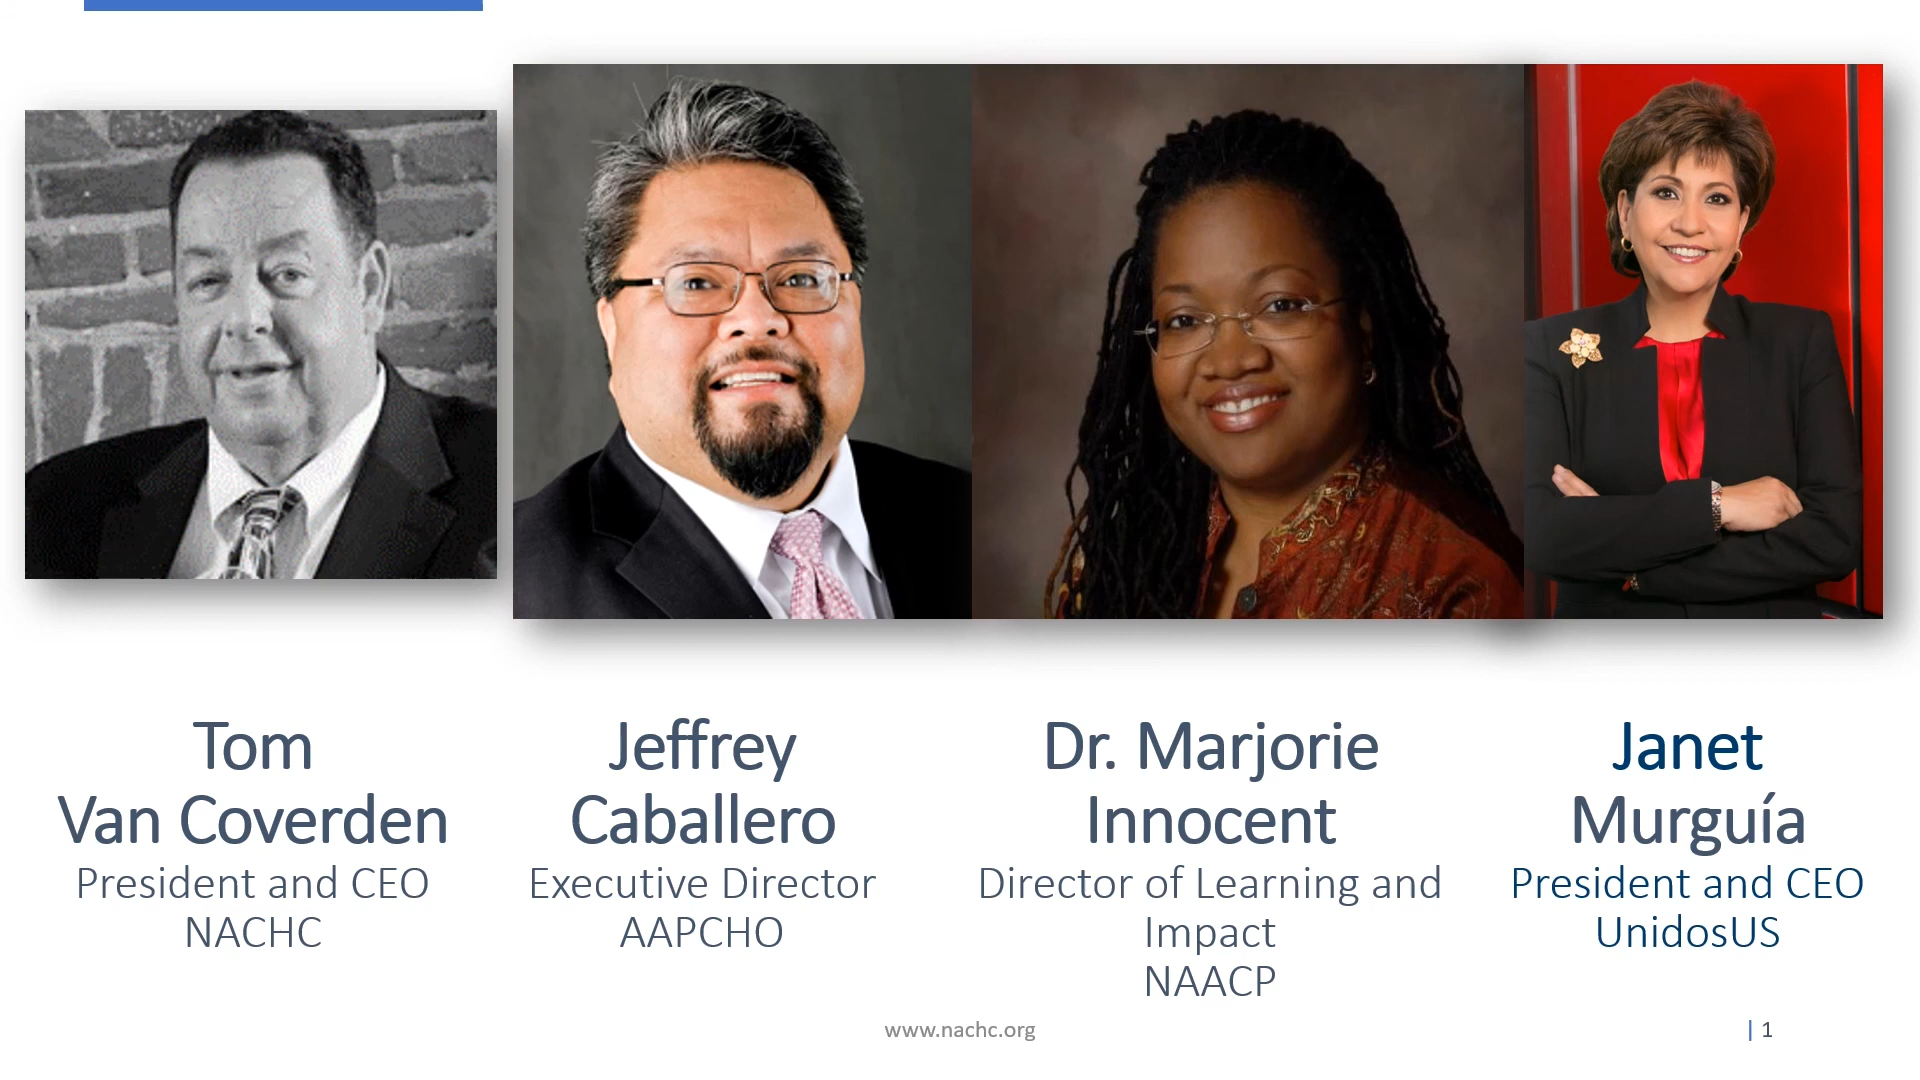 Tom
Van Coverden
President and CEO
NACHC
Jeffrey
Caballero
Executive Director
AAPCHO
Dr. Marjorie
Innocent
Director of Learning and
Impact
NAACP
Janet
Murguía
President and CEO
UnidosUS
www.nachc.org
| 1